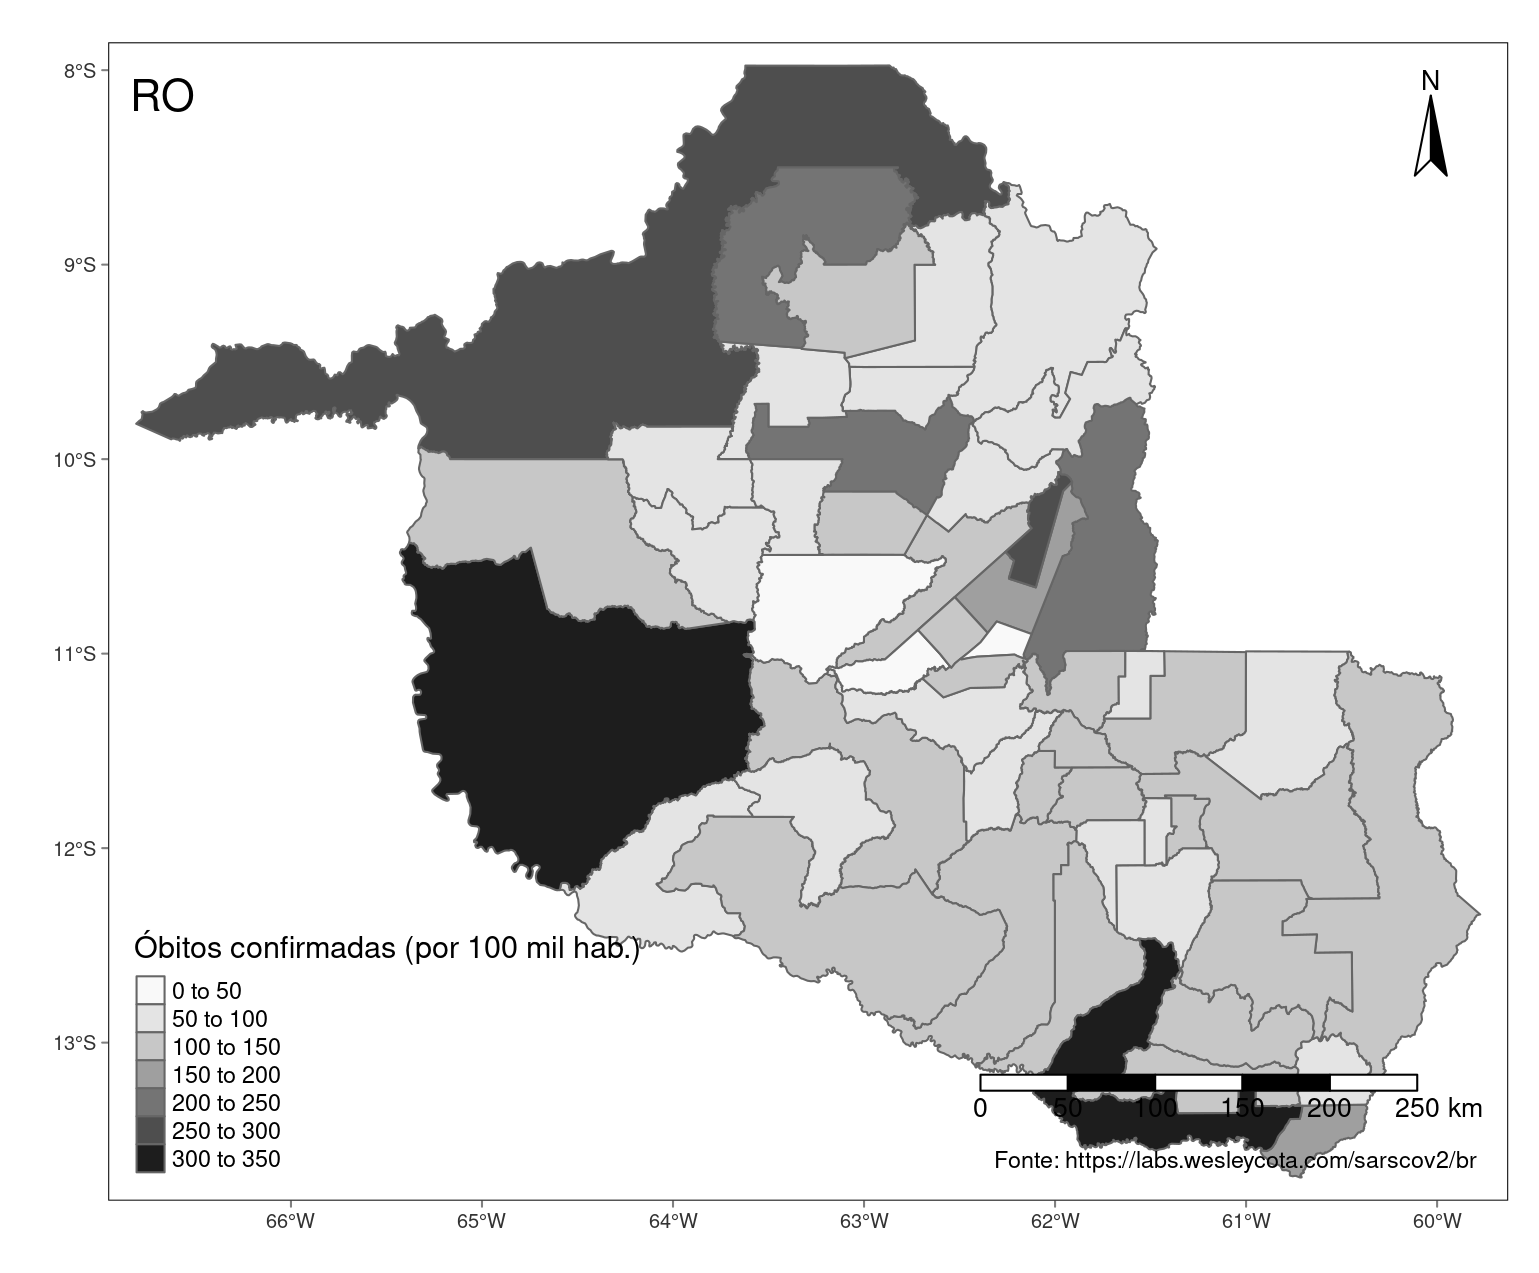 RO
N
8°S
9°S
10°S
11°S
12°S
13°S
Óbitos confirmadas (por 100 mil hab.)
0 to 50
50 to 100
100 to 150
150 to 200
200 to 250
250 to 300
300 to 350
0 50 100 150 200 250 km
Fonte: https://labs.wesleycota.com/sarscov2/br
66°W 65°W 64°W 63°W 62°W 61°W 60°W